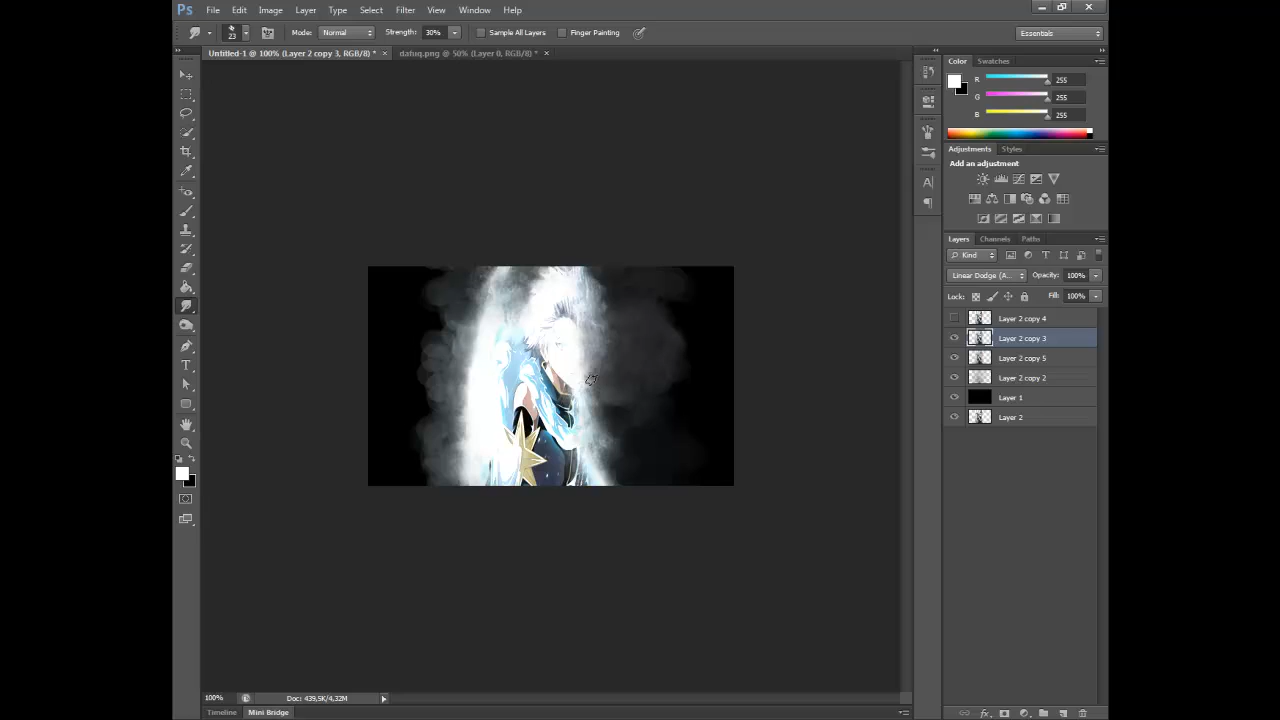 Ps File Edit Image Layer Type Select Filter View Window Help
23 Mode: Normal Strength: 30% Sample All Layers Finger Painting Essentials
Untitled-1 @ 100% (Layer 2 copy 3, RGB/8) * × dafuq.png @ 50% (Layer 0, RGB/8) * ×
Color Swatches
R 255
G 255
B 255
Adjustments Styles
Add an adjustment
Layers Channels Paths
Kind
Linear Dodge (A... Opacity: 100%
Lock: Fill: 100%
Layer 2 copy 4
Layer 2 copy 3
Layer 2 copy 5
Layer 2 copy 2
Layer 1
Layer 2
100% Doc: 439,5K/4,32M
Timeline Mini Bridge